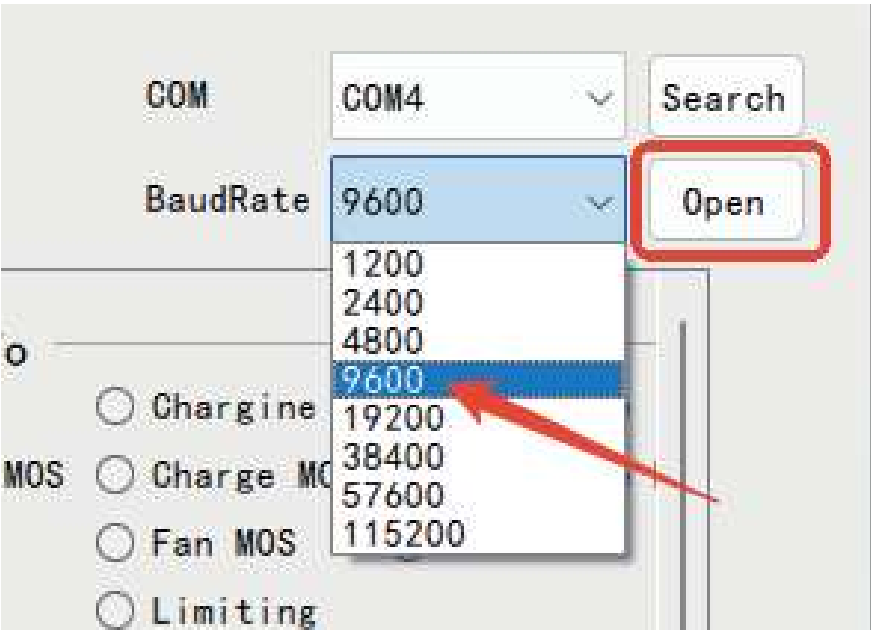 COM COM4 Search
BaudRate 9600 Open
1200
2400
4800
9600
Chargine 19200
MOS Charge 38400
57600
Fan MOS 115200
Limiting